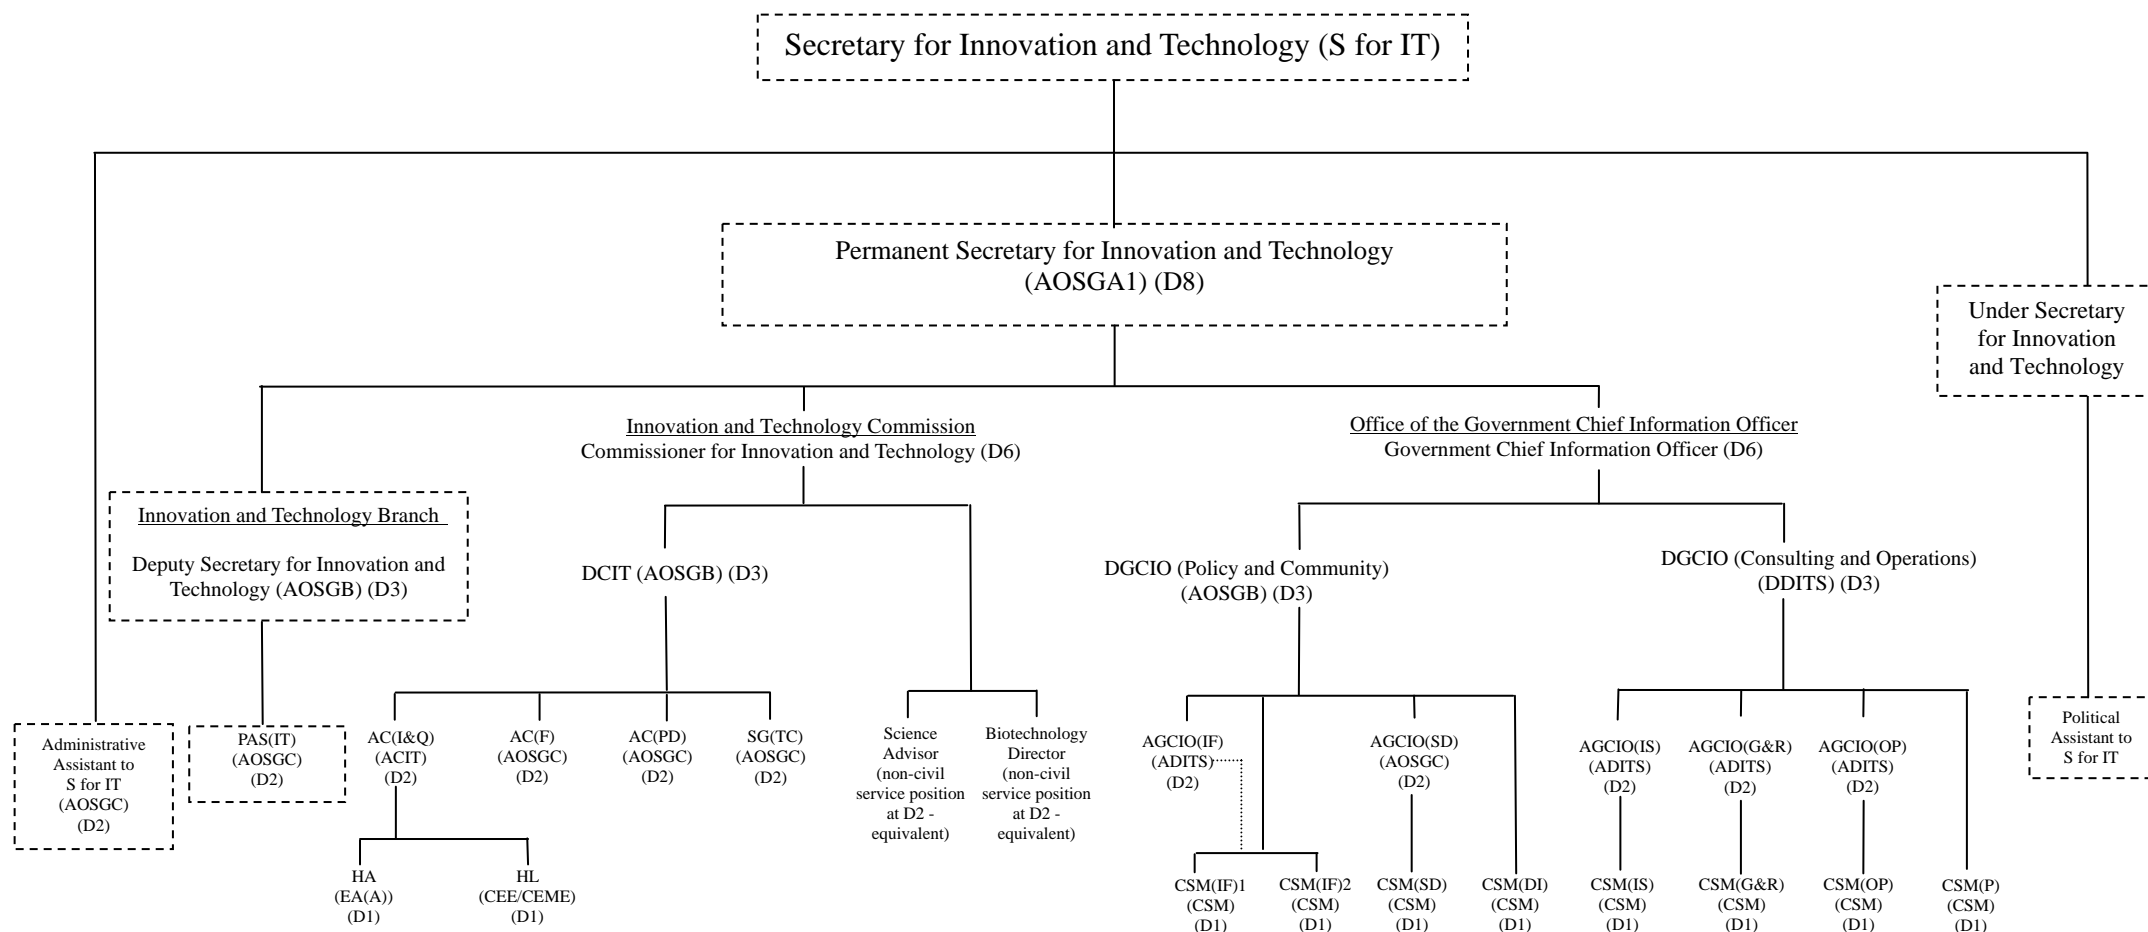 Secretary for Innovation and Technology (S for IT)
Permanent Secretary for Innovation and Technology
(AOSGA1) (D8)
Under Secretary
for Innovation
and Technology
Innovation and Technology Commission
Commissioner for Innovation and Technology (D6)
Office of the Government Chief Information Officer
Government Chief Information Officer (D6)
Innovation and Technology Branch
Deputy Secretary for Innovation and
Technology (AOSGB) (D3)
DCIT (AOSGB) (D3)
DGCIO (Policy and Community)
(AOSGB) (D3)
DGCIO (Consulting and Operations)
(DDITS) (D3)
Administrative
Assistant to
S for IT
(AOSGC)
(D2)
PAS(IT)
(AOSGC)
(D2)
AC(I&Q)
(ACIT)
(D2)
AC(F)
(AOSGC)
(D2)
AC(PD)
(AOSGC)
(D2)
SG(TC)
(AOSGC)
(D2)
Science
Advisor
(non-civil
service position
at D2 -
equivalent)
Biotechnology
Director
(non-civil
service position
at D2 -
equivalent)
AGCIO(IF)
(ADITS)
(D2)
AGCIO(SD)
(AOSGC)
(D2)
AGCIO(IS)
(ADITS)
(D2)
AGCIO(G&R)
(ADITS)
(D2)
AGCIO(OP)
(ADITS)
(D2)
Political
Assistant to
S for IT
HA
(EA(A))
(D1)
HL
(CEE/CEME)
(D1)
CSM(IF)1
(CSM)
(D1)
CSM(IF)2
(CSM)
(D1)
CSM(SD)
(CSM)
(D1)
CSM(DI)
(CSM)
(D1)
CSM(IS)
(CSM)
(D1)
CSM(G&R)
(CSM)
(D1)
CSM(OP)
(CSM)
(D1)
CSM(P)
(CSM)
(D1)